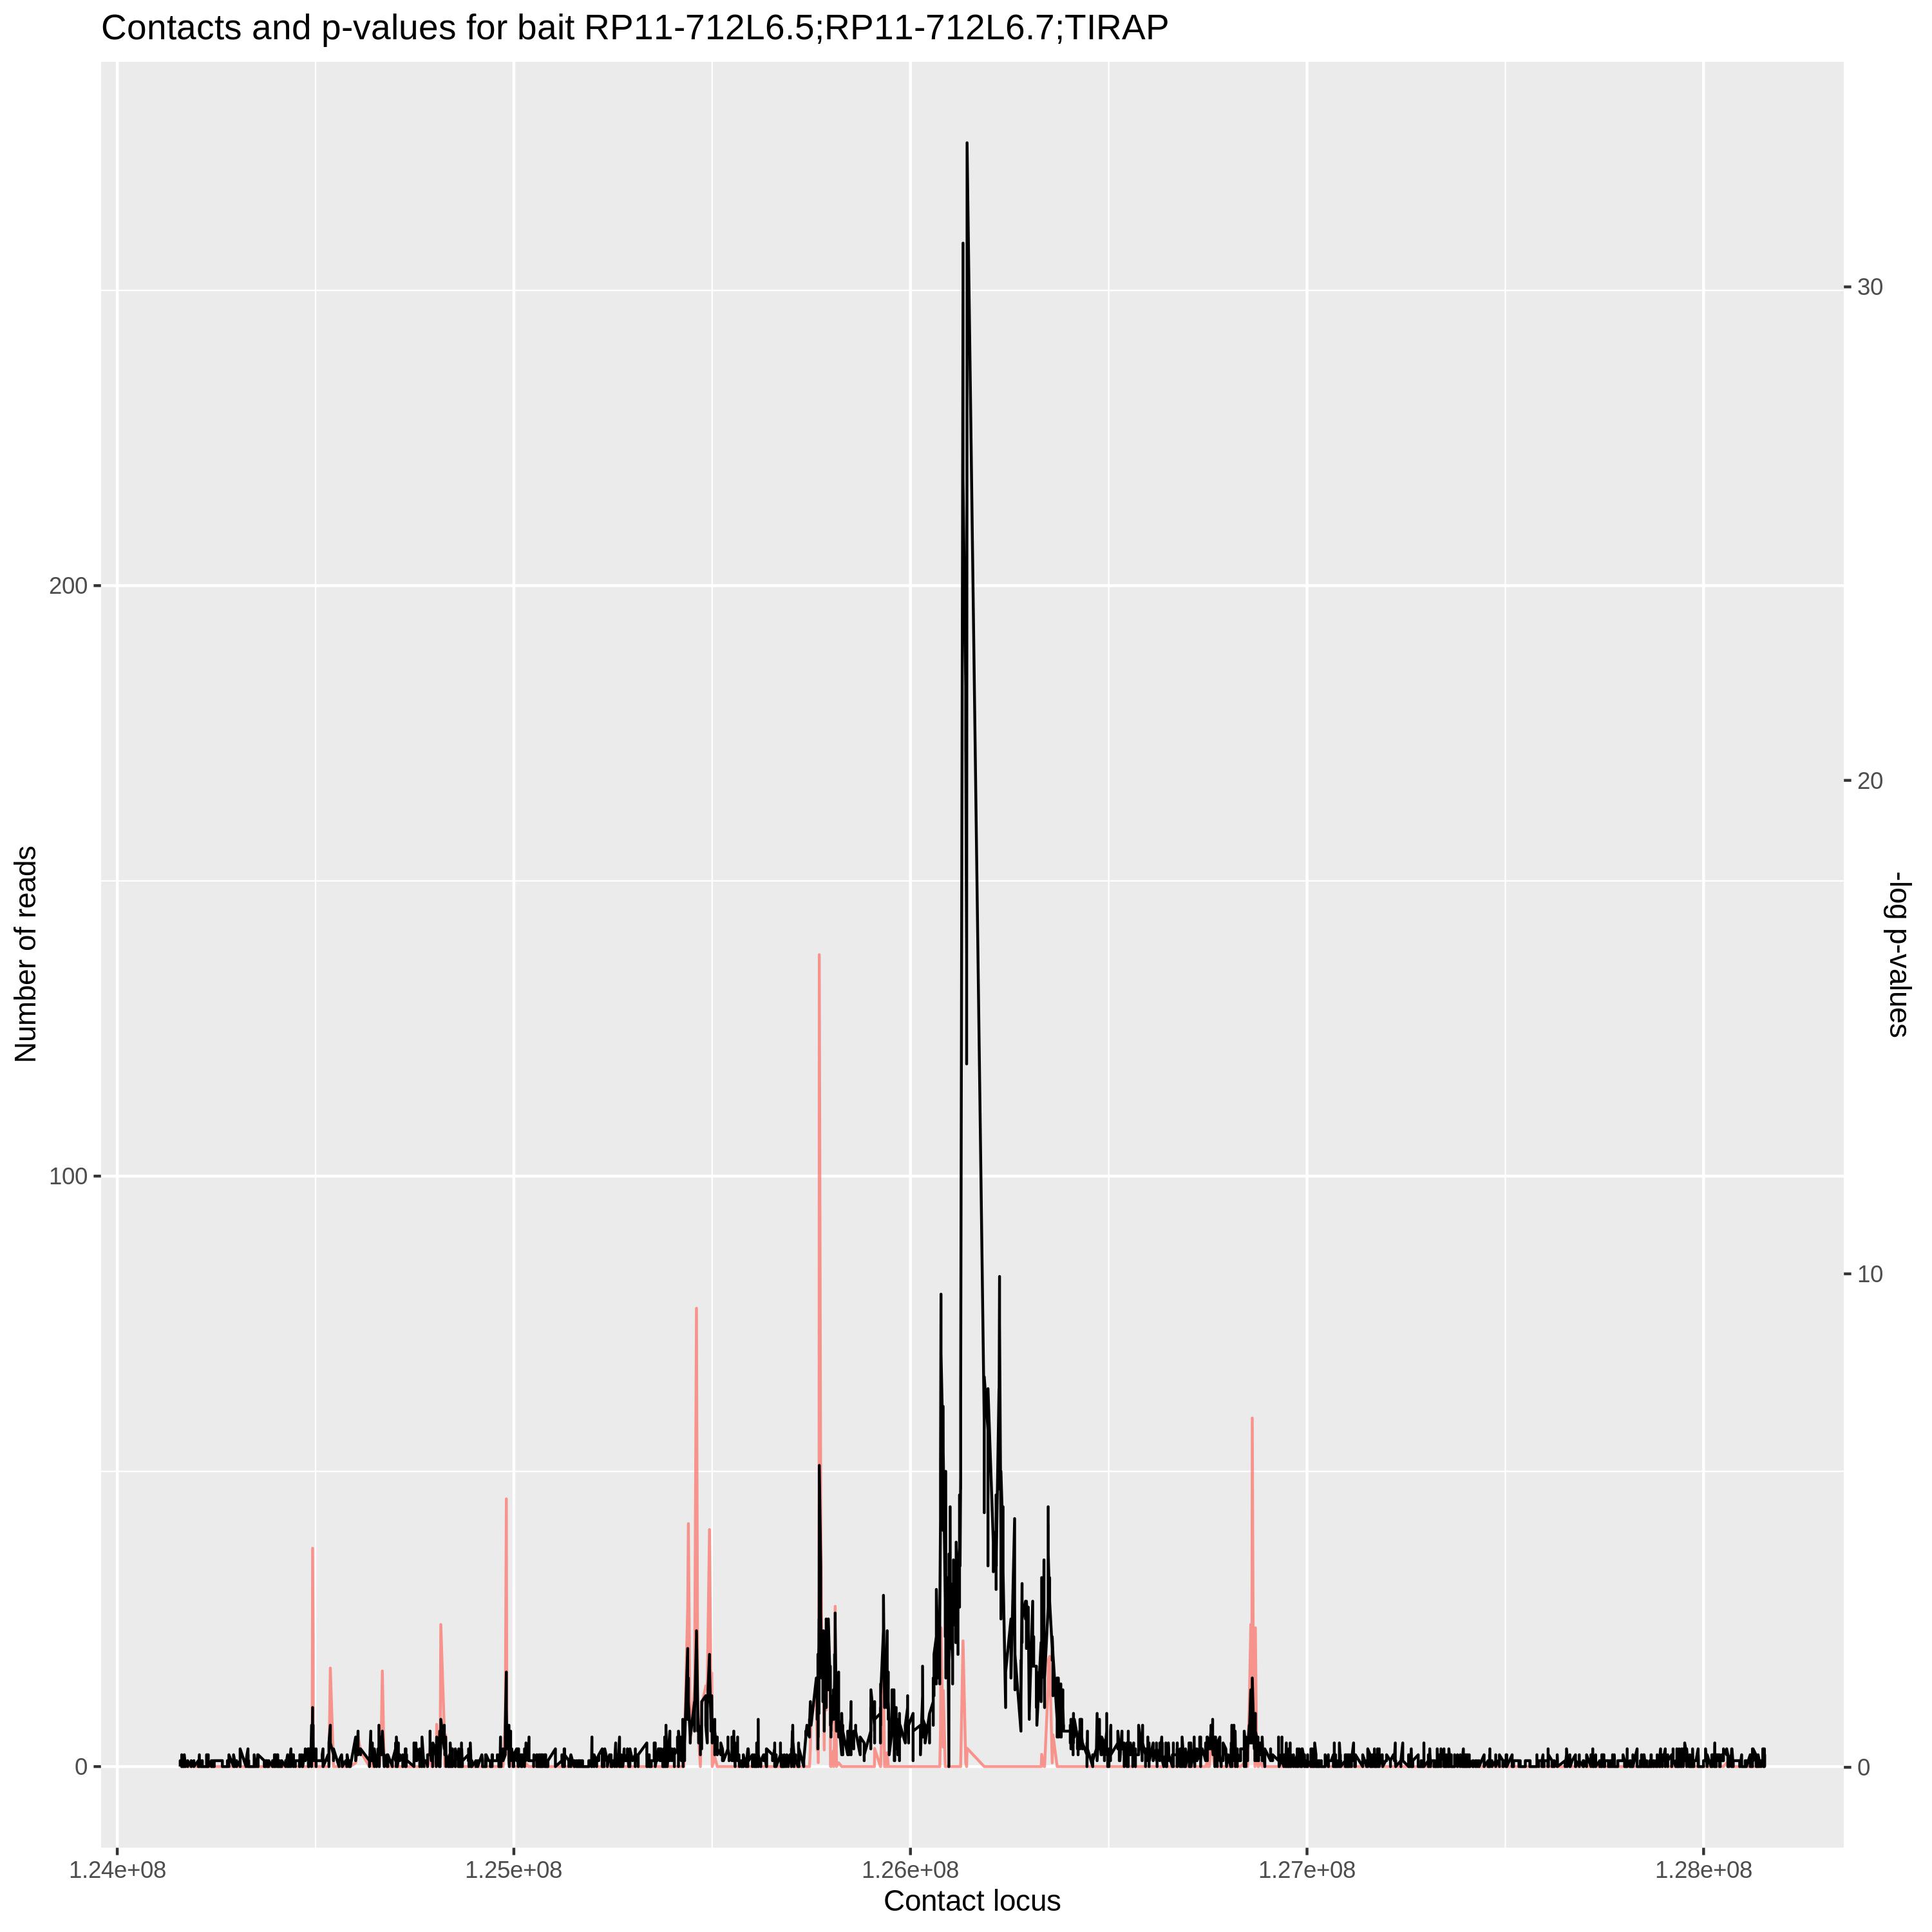 Contacts and p-values for bait RP11-712L6.5;RP11-712L6.7;TIRAP
Number of reads
200
100
0
30
20
10
0
-log p-values
1.24e+08 1.25e+08 1.26e+08 1.27e+08 1.28e+08
Contact locus